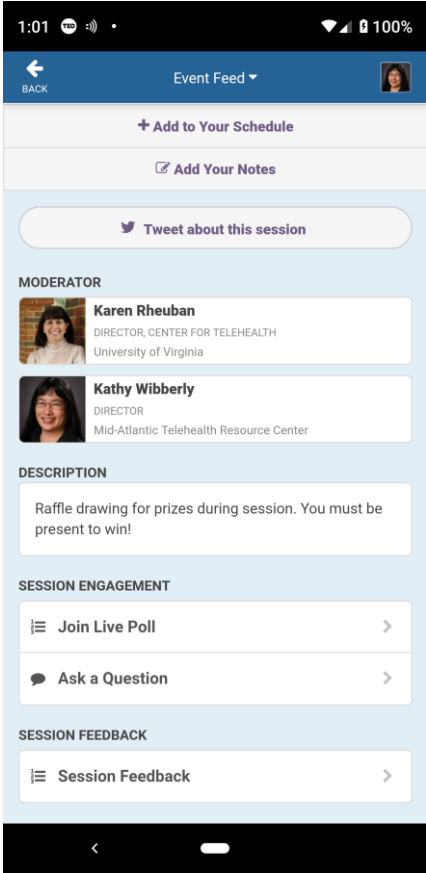 1:01 TED 100%
BACK
Event Feed
Add to Your Schedule
Add Your Notes
Tweet about this session
MODERATOR
Karen Rheuban
DIRECTOR, CENTER FOR TELEHEALTH
University of Virginia
Kathy Wibberly
DIRECTOR
Mid-Atlantic Telehealth Resource Center
DESCRIPTION
Raffle drawing for prizes during session. You must be
present to win!
SESSION ENGAGEMENT
Join Live Poll
Ask a Question
SESSION FEEDBACK
Session Feedback